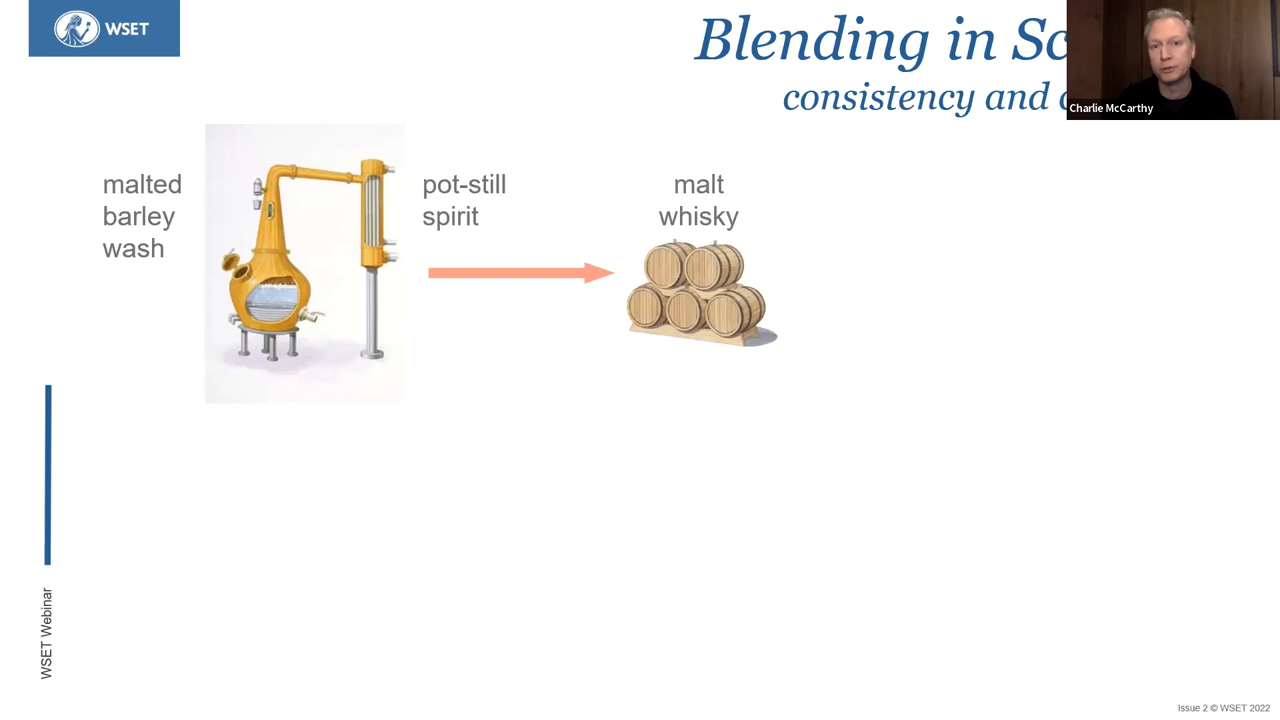 WSET
Blending in Sc
consistency and
Charlie McCarthy
malted
barley
wash
pot-still
spirit
malt
whisky
WSET Webinar
Issue 2 © WSET 2022